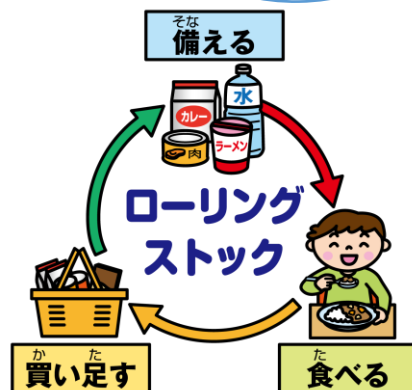 そな
備える
カレー
水
ラーメン
肉
ローリング
ストック
か た
買い足す
た
食べる